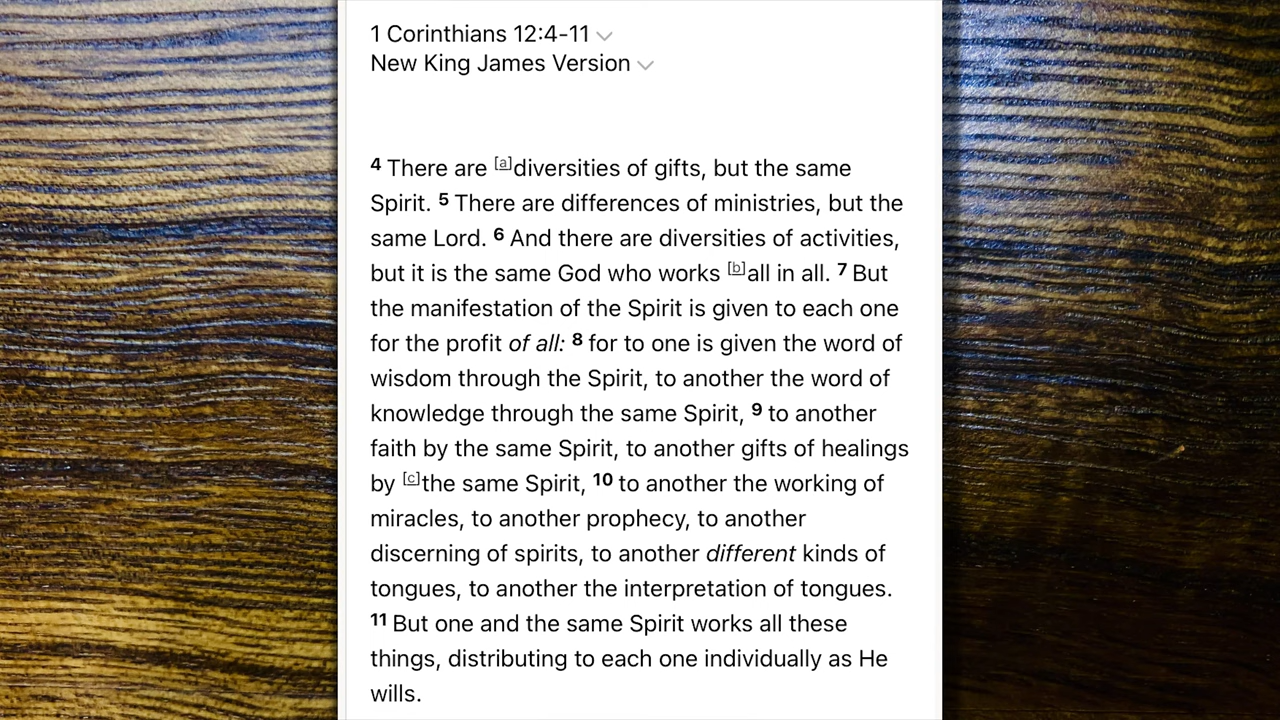 1 Corinthians 12:4-11
New King James Version
4 There are [a]diversities of gifts, but the same
Spirit. 5 There are differences of ministries, but the
same Lord. 6 And there are diversities of activities,
but it is the same God who works [b]all in all. 7 But
the manifestation of the Spirit is given to each one
for the profit of all: 8 for to one is given the word of
wisdom through the Spirit, to another the word of
knowledge through the same Spirit, 9 to another
faith by the same Spirit, to another gifts of healings
by [c]the same Spirit, 10 to another the working of
miracles, to another prophecy, to another
discerning of spirits, to another different kinds of
tongues, to another the interpretation of tongues.
11 But one and the same Spirit works all these
things, distributing to each one individually as He
wills.